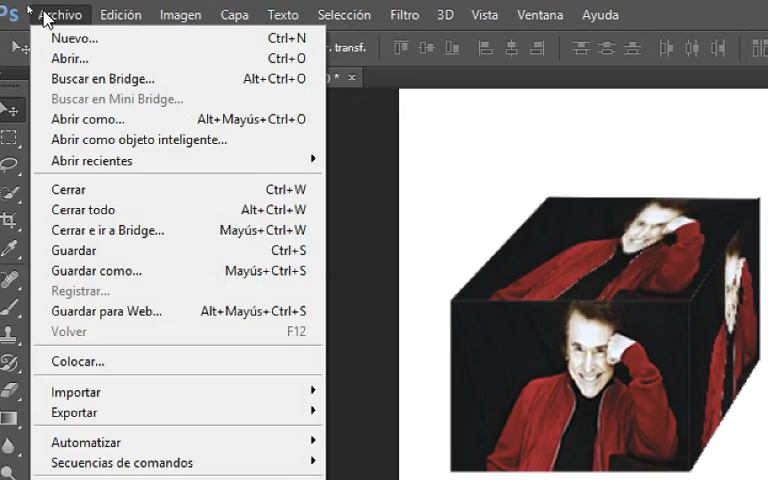 Ps Archivo Edición Imagen Capa Texto Selección Filtro 3D Vista Ventana Ayuda
. transf.
) * ×
Nuevo... Ctrl+N
Abrir... Ctrl+O
Buscar en Bridge... Alt+Ctrl+O
Buscar en Mini Bridge...
Abrir como... Alt+Mayús+Ctrl+O
Abrir como objeto inteligente...
Abrir recientes
Cerrar Ctrl+W
Cerrar todo Alt+Ctrl+W
Cerrar e ir a Bridge... Mayús+Ctrl+W
Guardar Ctrl+S
Guardar como... Mayús+Ctrl+S
Registrar...
Guardar para Web... Alt+Mayús+Ctrl+S
Volver F12
Colocar...
Importar
Exportar
Automatizar
Secuencias de comandos